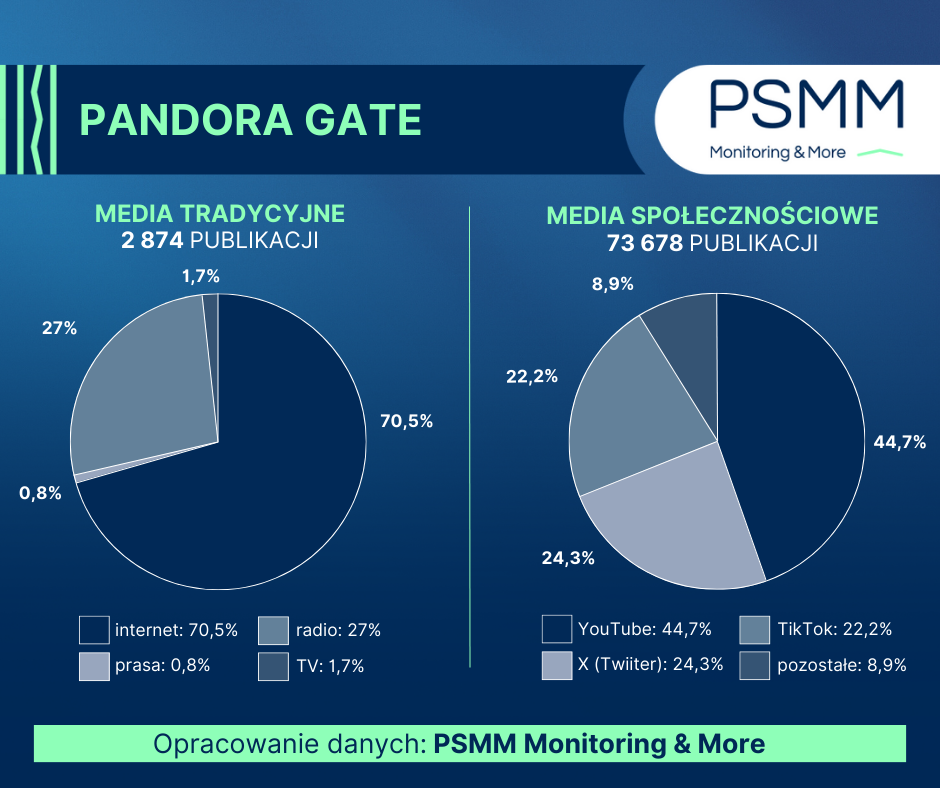 PANDORA GATE
PSMM
Monitoring & More
MEDIA TRADYCYJNE
2 874 PUBLIKACJI
1,7%
27%
70,5%
0,8%
internet: 70,5%
radio: 27%
prasa: 0,8%
TV: 1,7%
MEDIA SPOŁECZNOŚCIOWE
73 678 PUBLIKACJI
8,9%
22,2%
44,7%
24,3%
YouTube: 44,7%
TikTok: 22,2%
X (Twiiter): 24,3%
pozostałe: 8,9%
Opracowanie danych: PSMM Monitoring & More